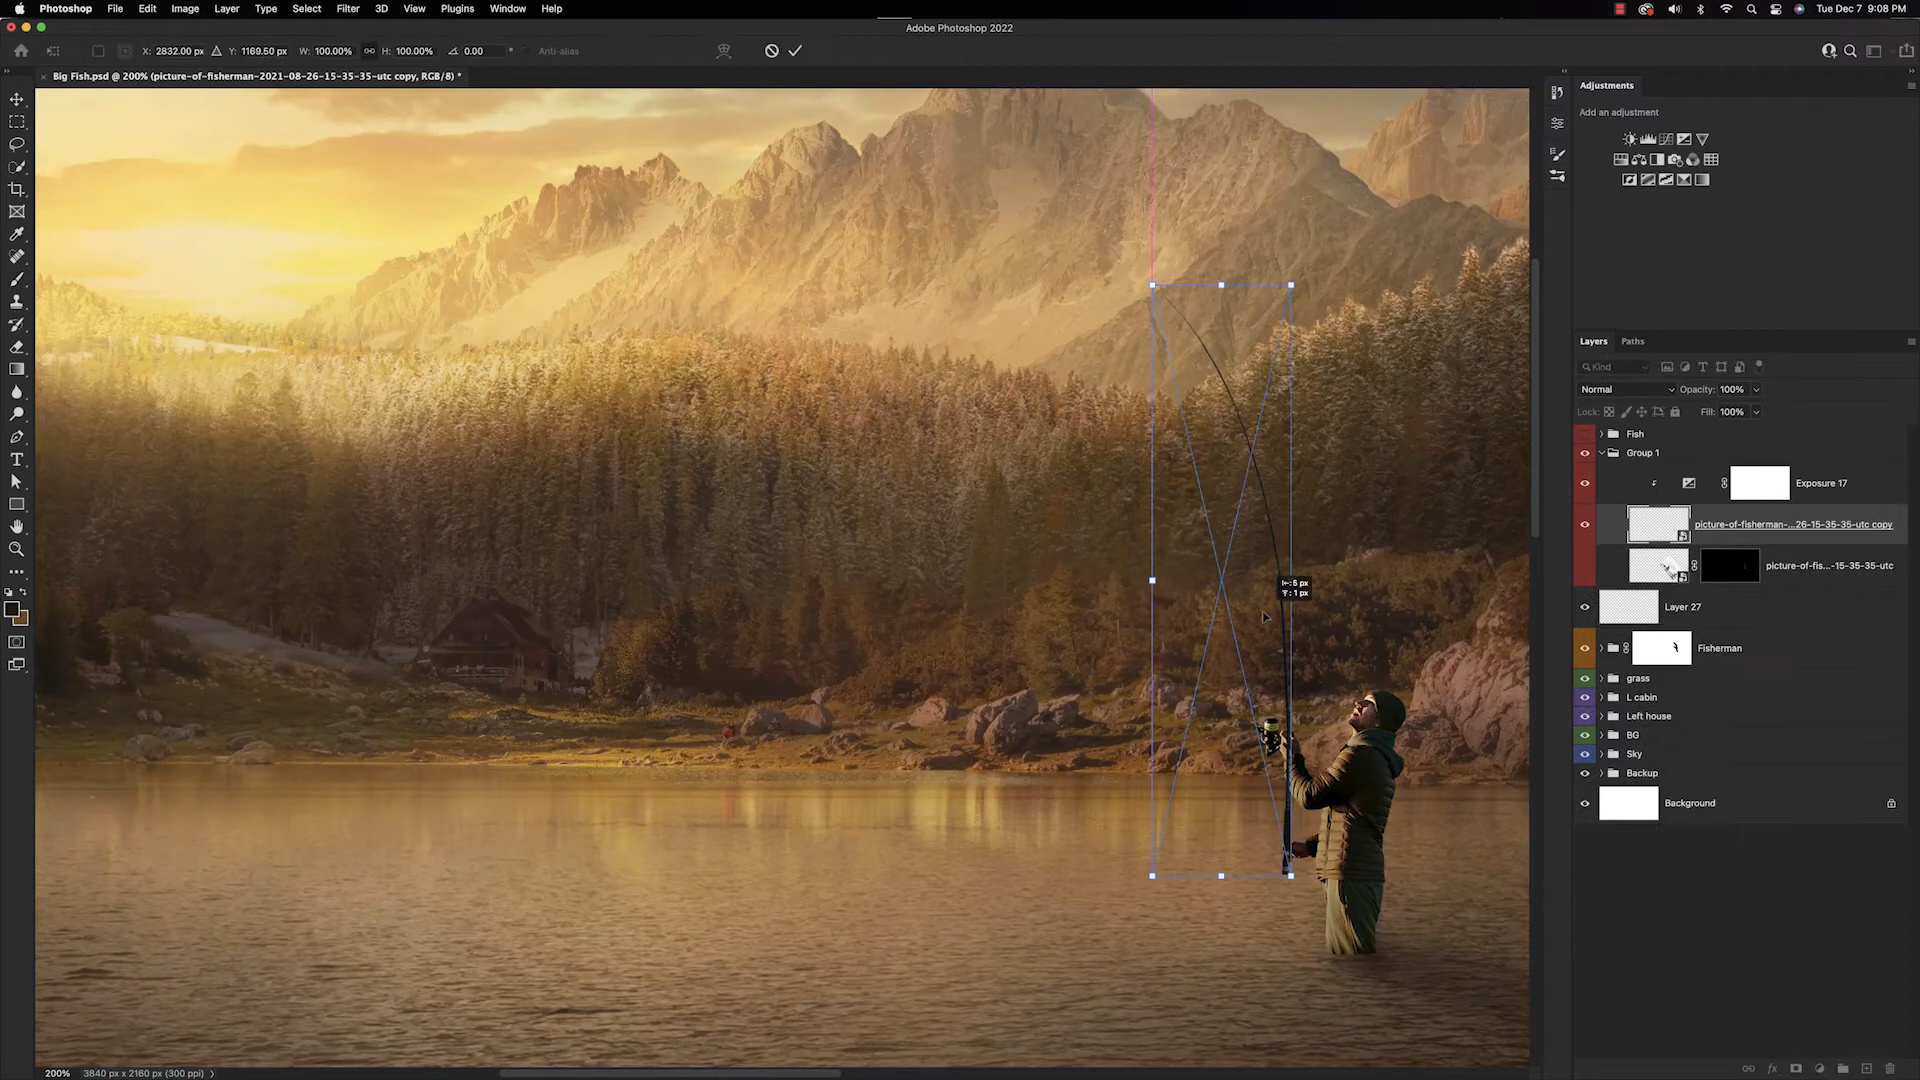 Photoshop File Edit Image Layer Type Select Filter 3D View Plugins Window Help Tue Dec 7 9:08 PM
Adobe Photoshop 2022
X: 2832.00 px Y: 1169.50 px W: 100.00% H: 100.00% 0.00 ° Anti-alias
Big Fish.psd @ 200% (picture-of-fisherman-2021-08-26-15-35-35-utc copy, RGB/8) *
Adjustments
Add an adjustment
Layers Paths
Kind
Normal Opacity: 100%
Lock: Fill: 100%
Fish
Group 1
Exposure 17
picture-of-fisherman-...26-15-35-35-utc copy
picture-of-fis...-15-35-35-utc
Layer 27
Fisherman
grass
L cabin
Left house
BG
Sky
Backup
Background
: 5 px
: 1 px
200% 3840 px x 2160 px (300 ppi)